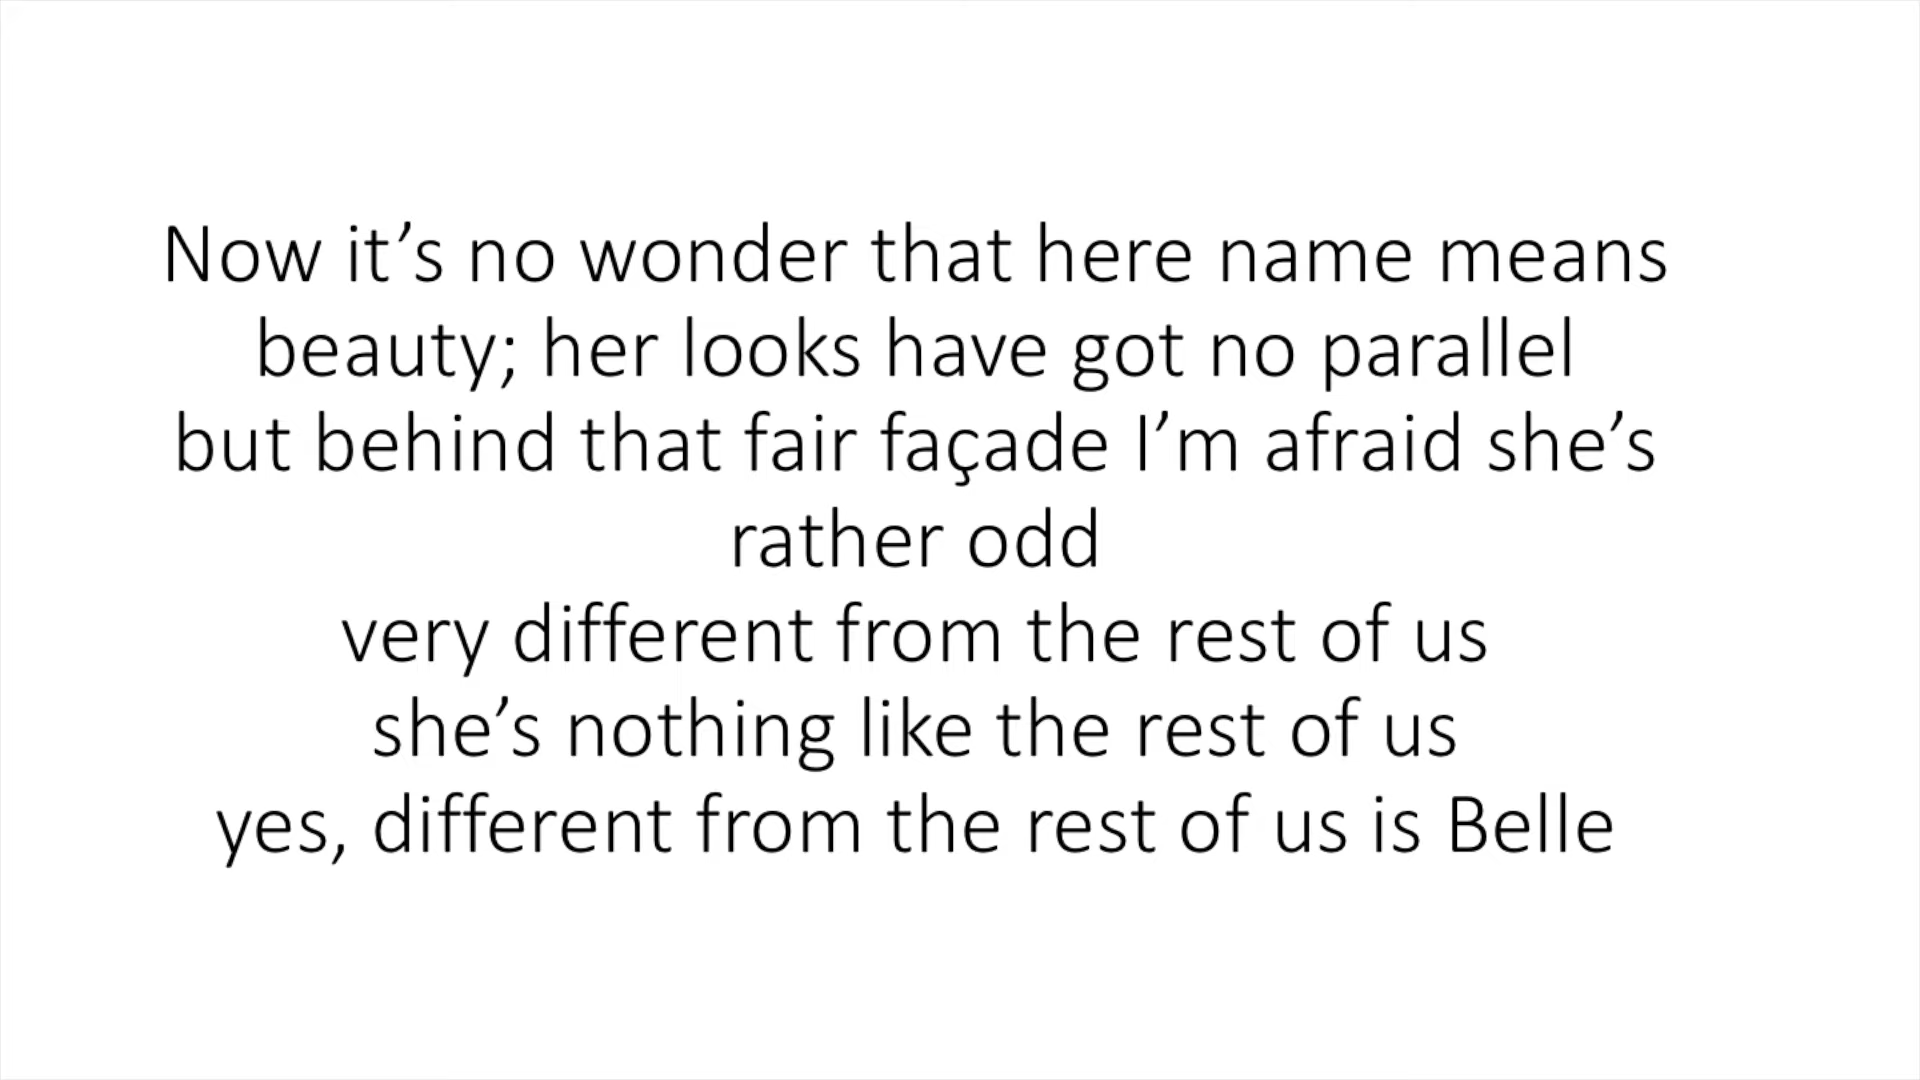 Now it’s no wonder that here name means
beauty; her looks have got no parallel
but behind that fair façade I’m afraid she’s
rather odd
very different from the rest of us
she’s nothing like the rest of us
yes, different from the rest of us is Belle